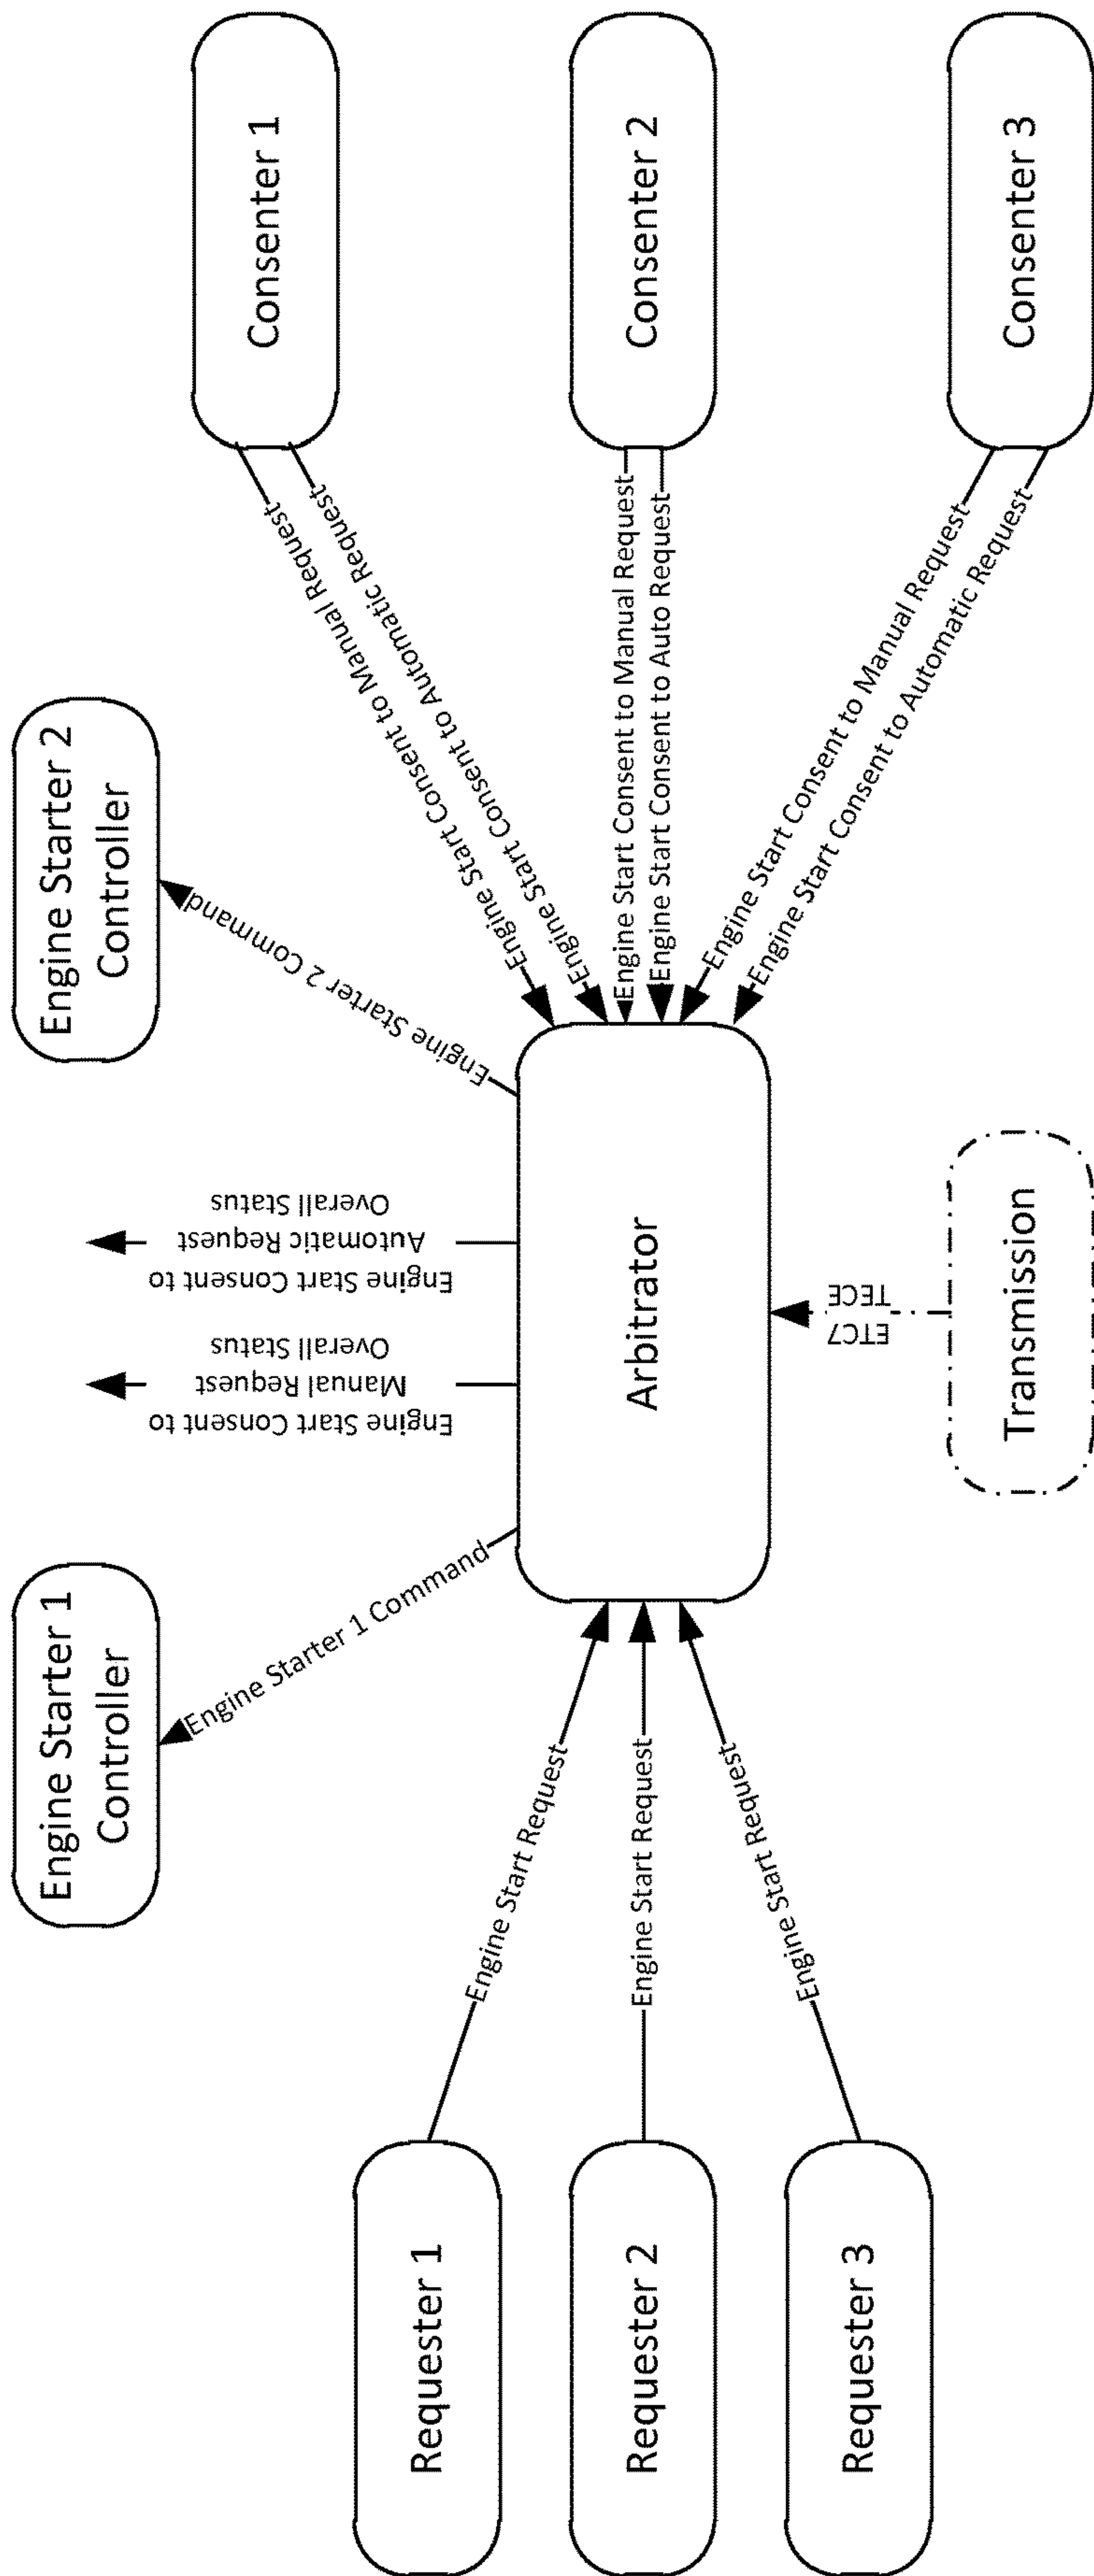 Engine Starter 1
Controller
Engine Starter 2
Controller
Engine Starter 1 Command
Engine Start Consent to
Manual Request
Overall Status
Engine Start Consent to
Automatic Request
Overall Status
Engine Starter 2 Command
Requester 1
Engine Start Request
Requester 2
Engine Start Request
Requester 3
Engine Start Request
Arbitrator
Engine Start Consent to Manual Request
Engine Start Consent to Automatic Request
Consenter 1
Engine Start Consent to Manual Request
Engine Start Consent to Auto Request
Consenter 2
Engine Start Consent to Manual Request
Engine Start Consent to Automatic Request
Consenter 3
ETC7
TECE
Transmission